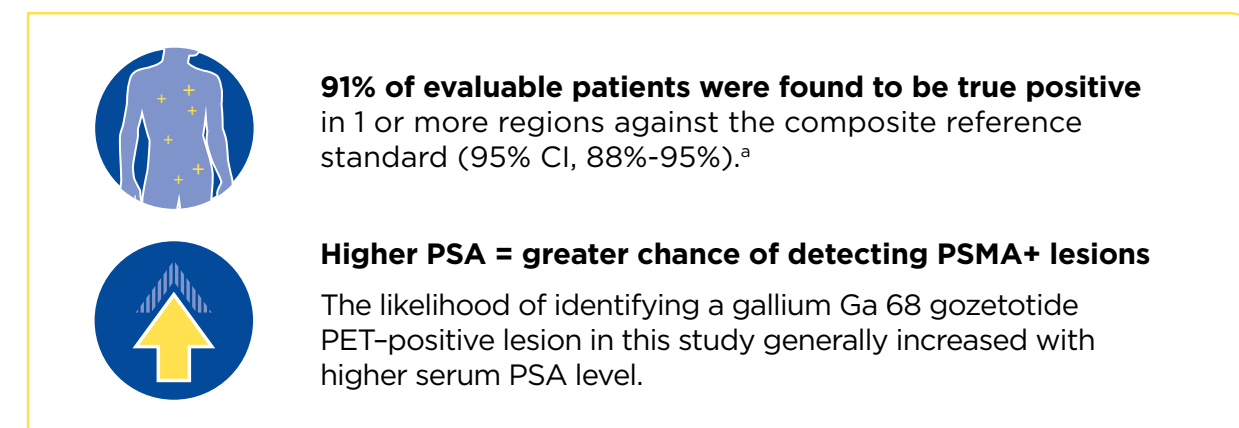 91% of evaluable patients were found to be true positive
in 1 or more regions against the composite reference
standard (95% CI, 88%-95%).ᵃ
Higher PSA = greater chance of detecting PSMA+ lesions
The likelihood of identifying a gallium Ga 68 gozetotide
PET–positive lesion in this study generally increased with
higher serum PSA level.